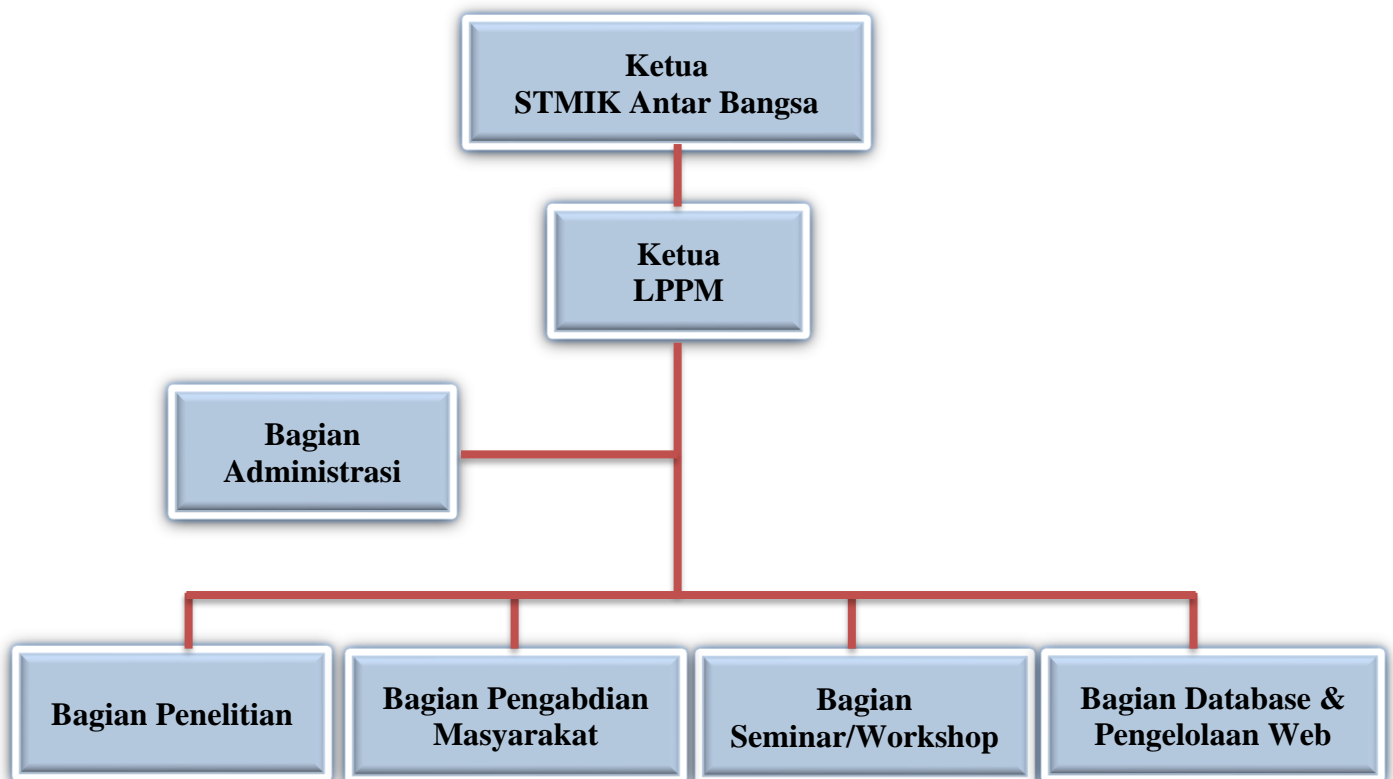 Ketua
STMIK Antar Bangsa
Ketua
LPPM
Bagian
Administrasi
Bagian Penelitian
Bagian Pengabdian
Masyarakat
Bagian
Seminar/Workshop
Bagian Database &
Pengelolaan Web